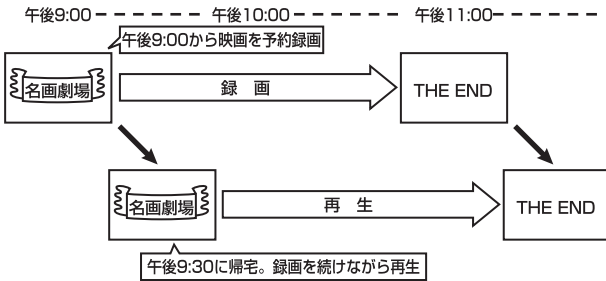 午後9:00 午後10:00 午後11:00
午後9:00から映画を予約録画
名画劇場
録 画
THE END
名画劇場
再 生
THE END
午後9:30に帰宅。録画を続けながら再生